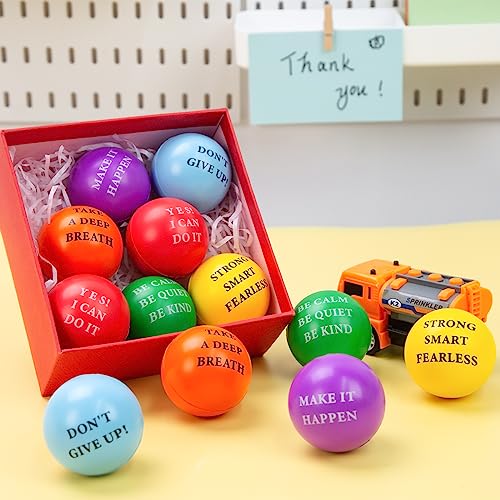 Thank
you!
MAKE IT
HAPPEN
DON'T
GIVE UP!
TAKE
A DEEP
BREATH
YES!
I CAN
DO IT
YES!
I CAN
DO IT
BE CALM
BE QUIET
BE KIND
STRONG
SMART
FEARLESS
TAKE
A DEEP
BREATH
BE CALM
BE QUIET
BE KIND
K2
SPRINKLER
STRONG
SMART
FEARLESS
DON'T
GIVE UP!
MAKE IT
HAPPEN